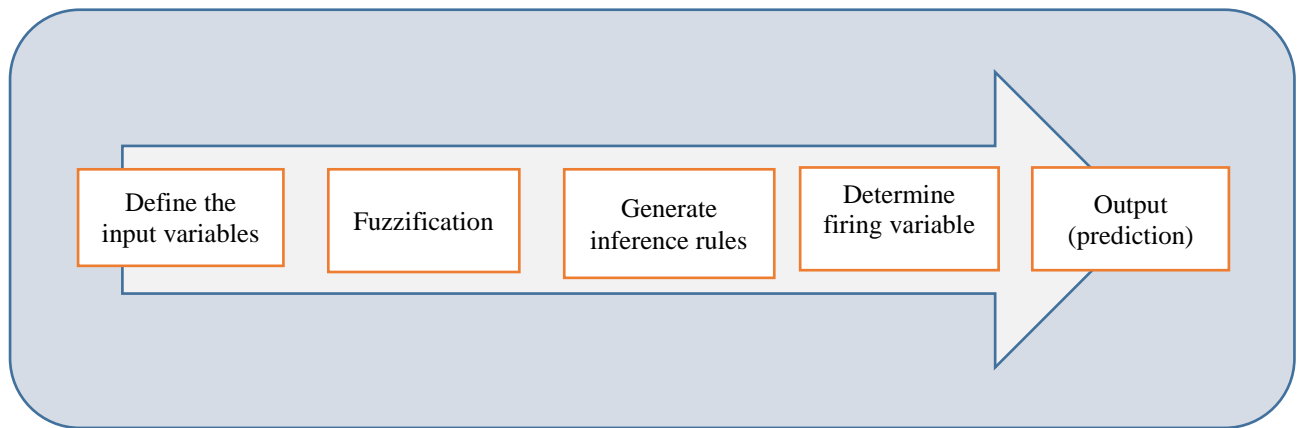 Define the
input variables
Fuzzification
Generate
inference rules
Determine
firing variable
Output
(prediction)